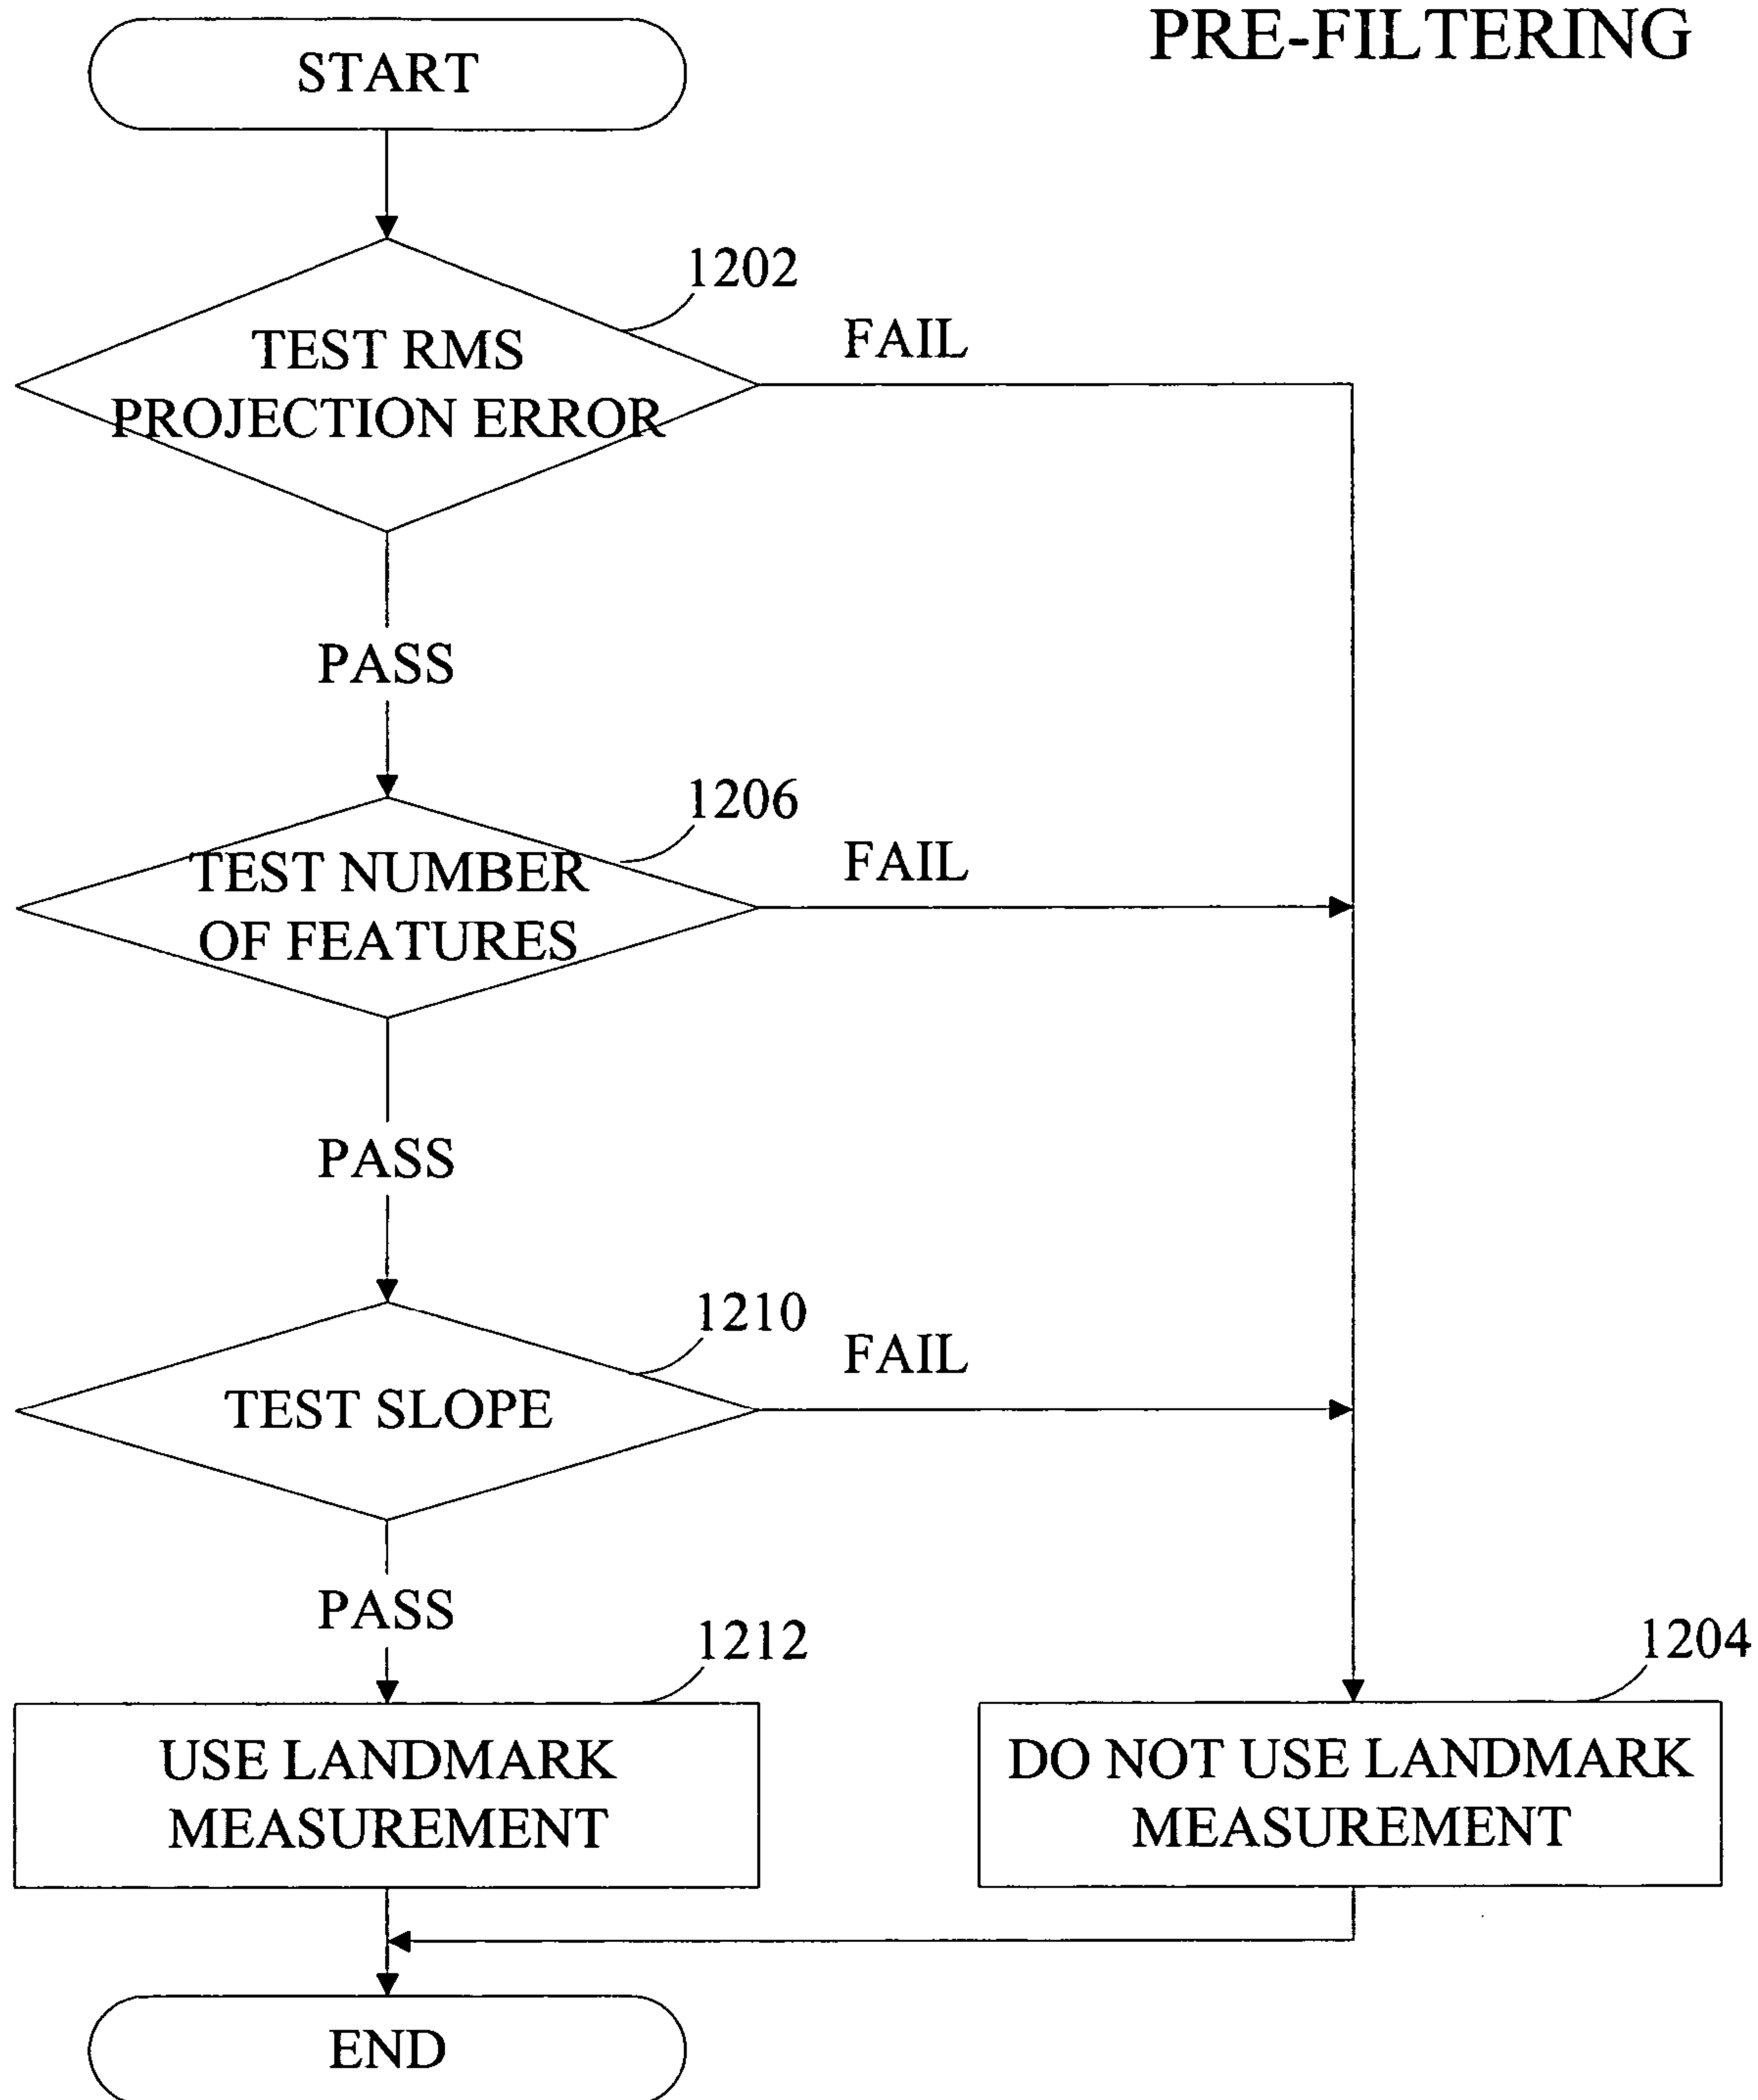 PRE-FILTERING
START
1202
TEST RMS
PROJECTION ERROR
FAIL
PASS
1206
TEST NUMBER
OF FEATURES
FAIL
PASS
1210
TEST SLOPE
FAIL
PASS
1212
USE LANDMARK
MEASUREMENT
1204
DO NOT USE LANDMARK
MEASUREMENT
END